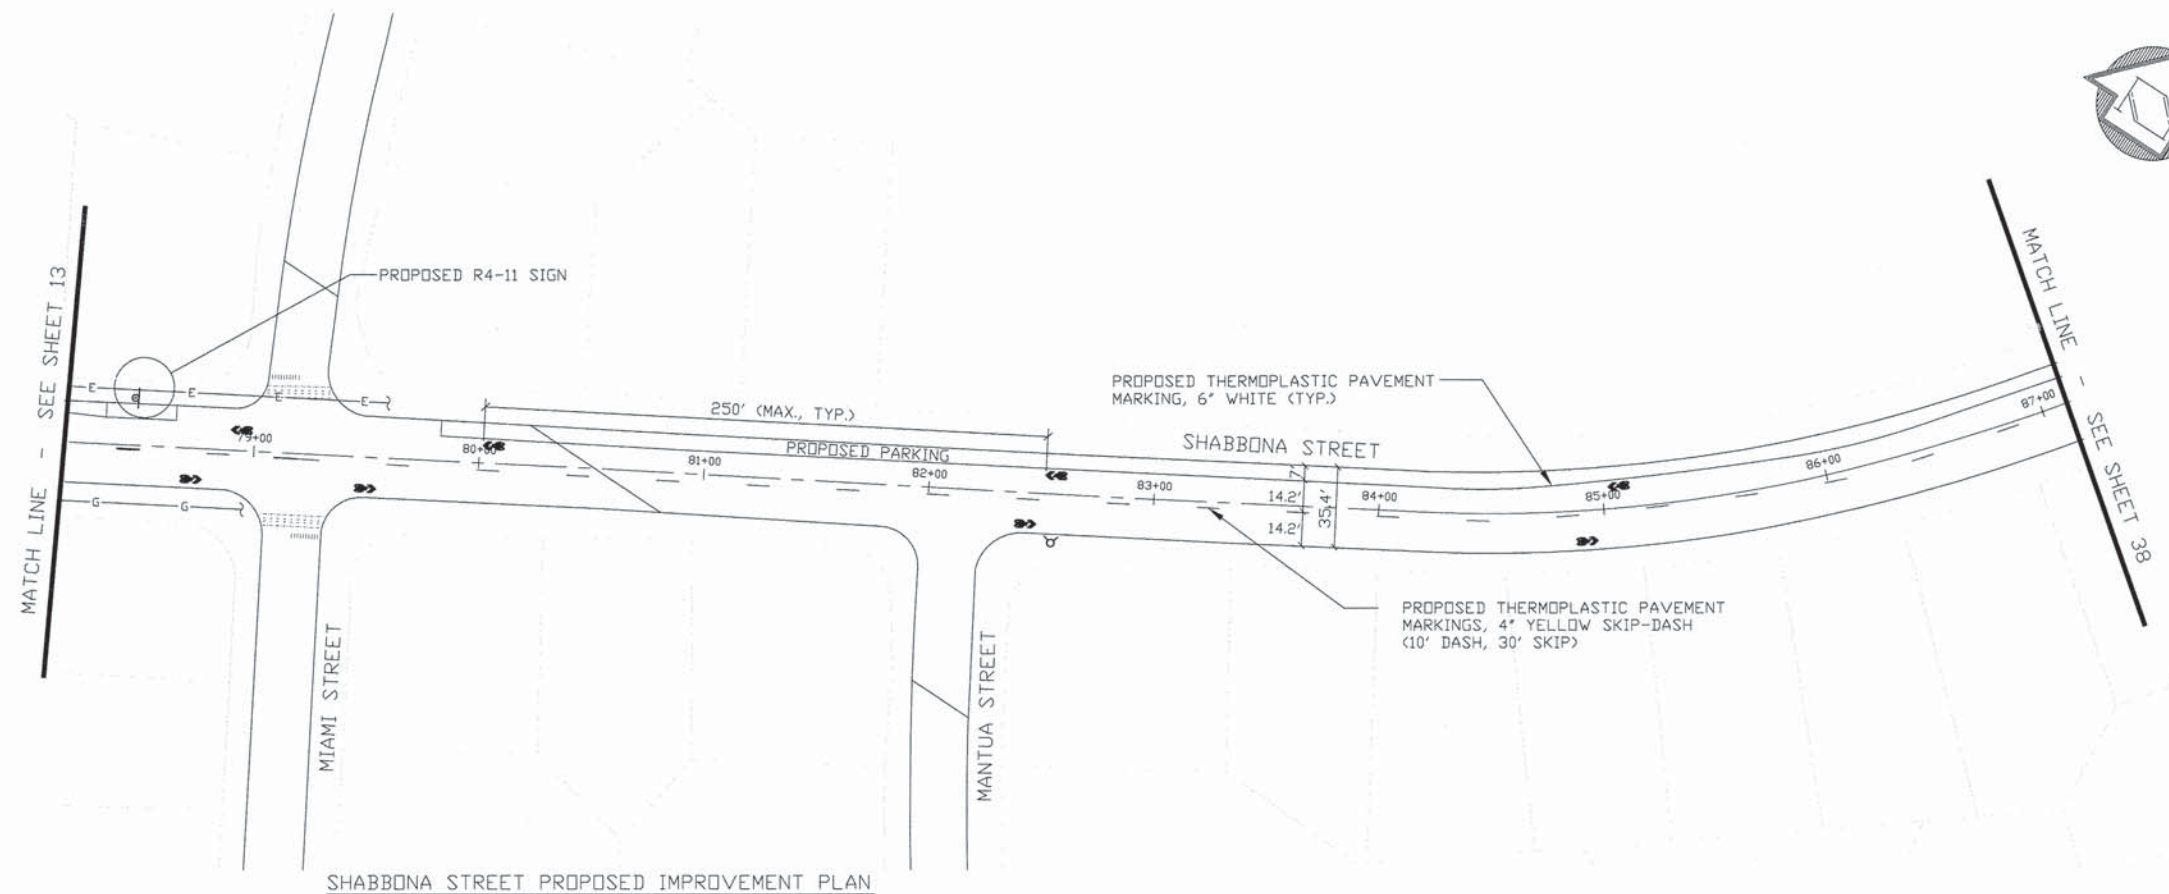 PROPOSED R4-11 SIGN
MATCH LINE - SEE SHEET 13
E
E
E
E
250' (MAX., TYP.)
PROPOSED THERMOPLASTIC PAVEMENT
MARKING, 6" WHITE (TYP.)
SHABBONA STREET
PROPOSED PARKING
79+00
80+00
81+00
82+00
83+00
84+00
85+00
86+00
87+00
7'
14.2'
14.2'
35.4'
G
G
MATCH LINE - SEE SHEET 38
PROPOSED THERMOPLASTIC PAVEMENT
MARKINGS, 4" YELLOW SKIP-DASH
(10' DASH, 30' SKIP)
MIAMI STREET
MANTUA STREET
SHABBONA STREET PROPOSED IMPROVEMENT PLAN